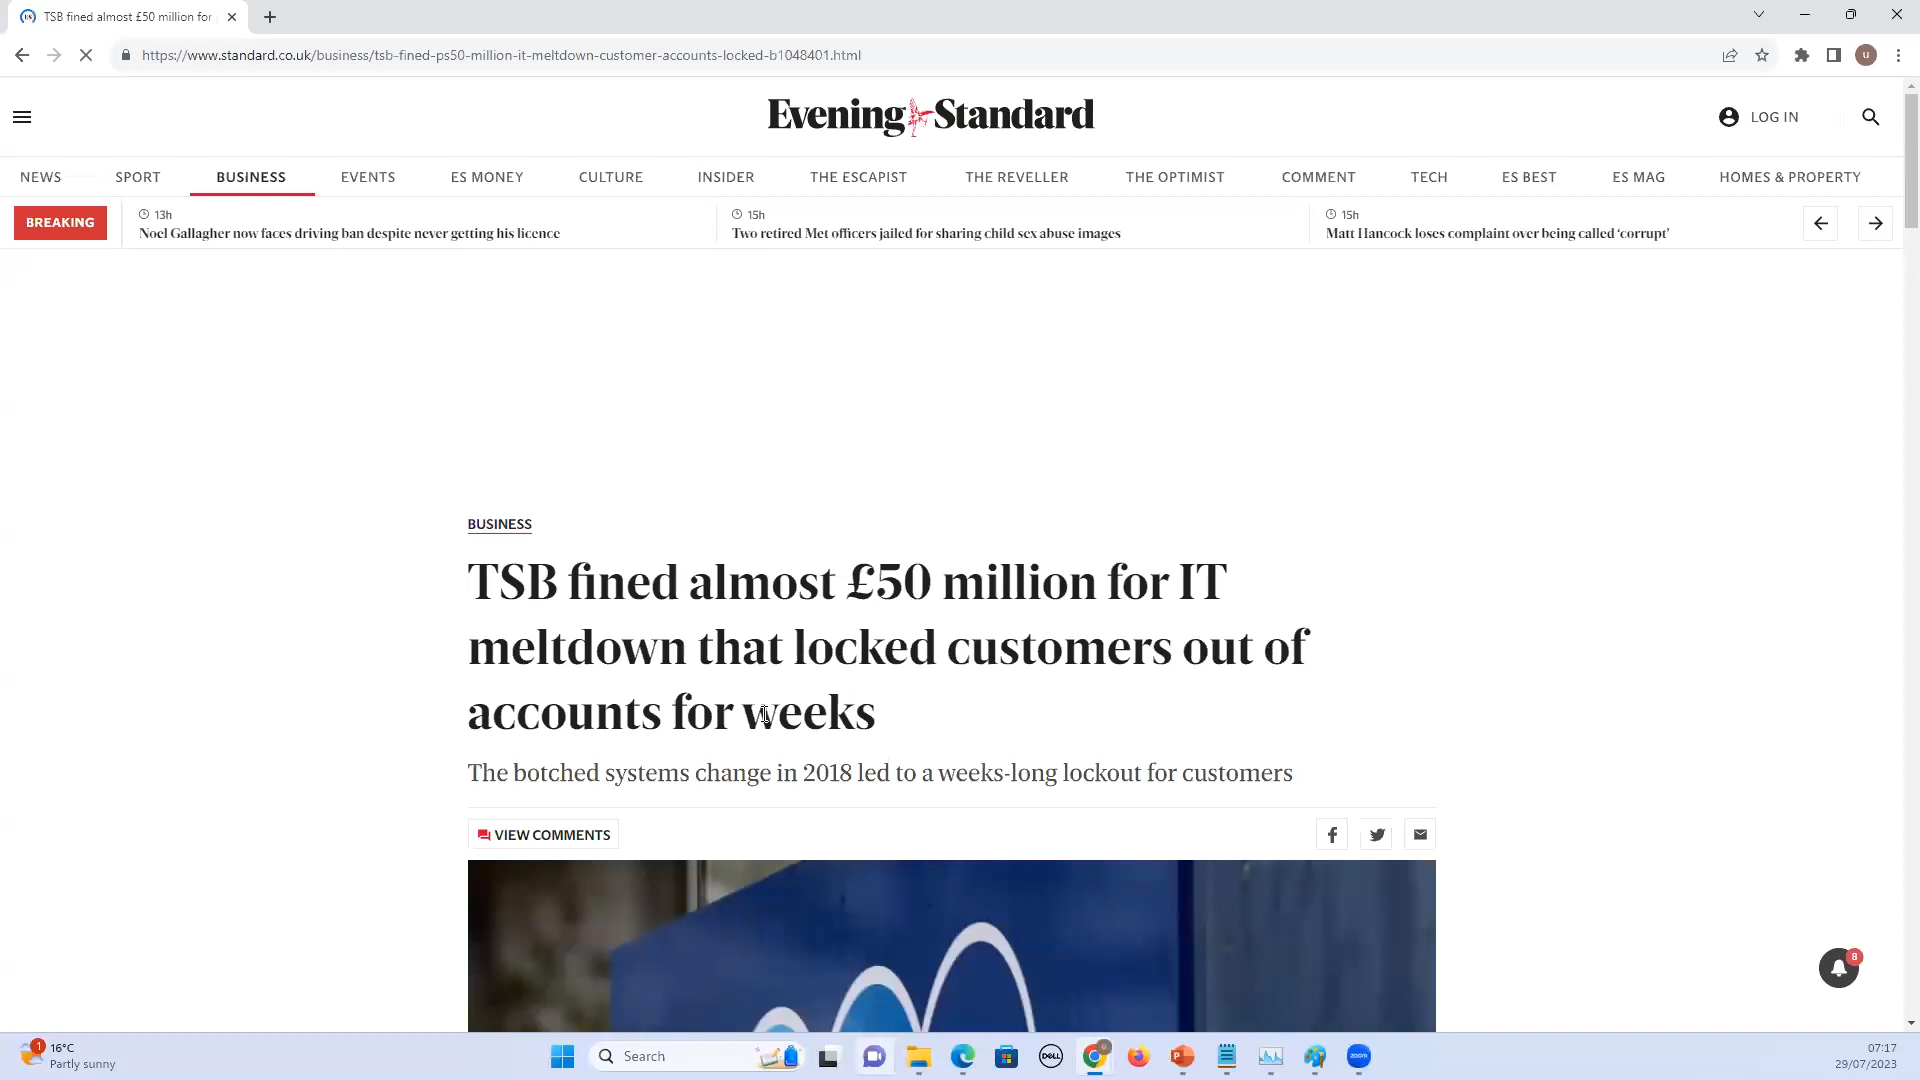 TSB fined almost £50 million for
https://www.standard.co.uk/business/tsb-fined-ps50-million-it-meltdown-customer-accounts-locked-b1048401.html
u
Evening Standard
LOG IN
NEWS SPORT BUSINESS EVENTS ES MONEY CULTURE INSIDER THE ESCAPIST THE REVELLER THE OPTIMIST COMMENT TECH ES BEST ES MAG HOMES & PROPERTY
BREAKING
13h
Noel Gallagher now faces driving ban despite never getting his licence
15h
Two retired Met officers jailed for sharing child sex abuse images
15h
Matt Hancock loses complaint over being called ‘corrupt’
BUSINESS
TSB fined almost £50 million for IT
meltdown that locked customers out of
accounts for weeks
The botched systems change in 2018 led to a weeks-long lockout for customers
VIEW COMMENTS
8
1
16°C
Partly sunny
Search
DELL
zoom
07:17
29/07/2023